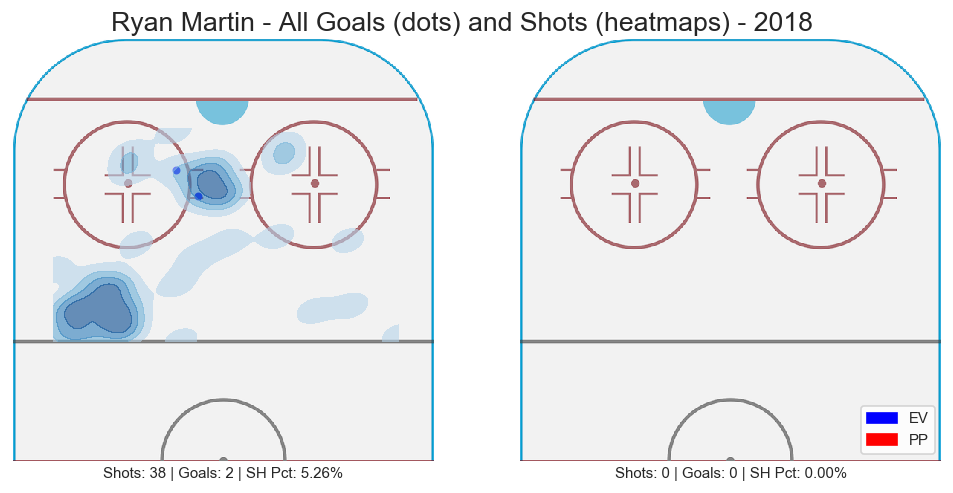 Ryan Martin - All Goals (dots) and Shots (heatmaps) - 2018
EV
PP
Shots: 38 | Goals: 2 | SH Pct: 5.26%
Shots: 0 | Goals: 0 | SH Pct: 0.00%